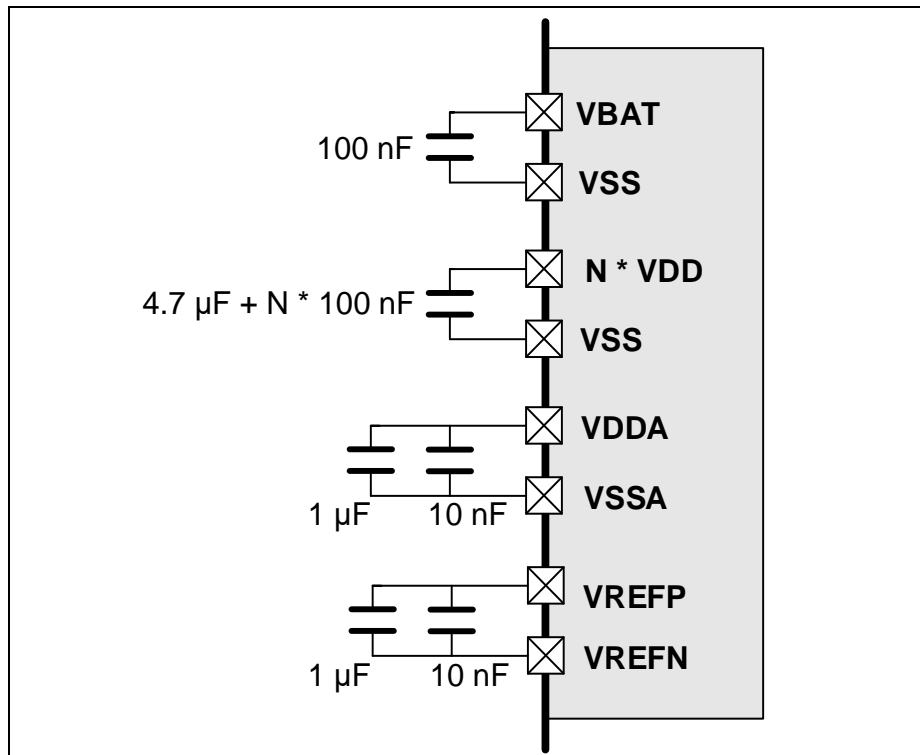 VBAT
100 nF
VSS
N * VDD
4.7 µF + N * 100 nF
VSS
VDDA
VSSA
1 µF 10 nF
VREFP
VREFN
1 µF 10 nF